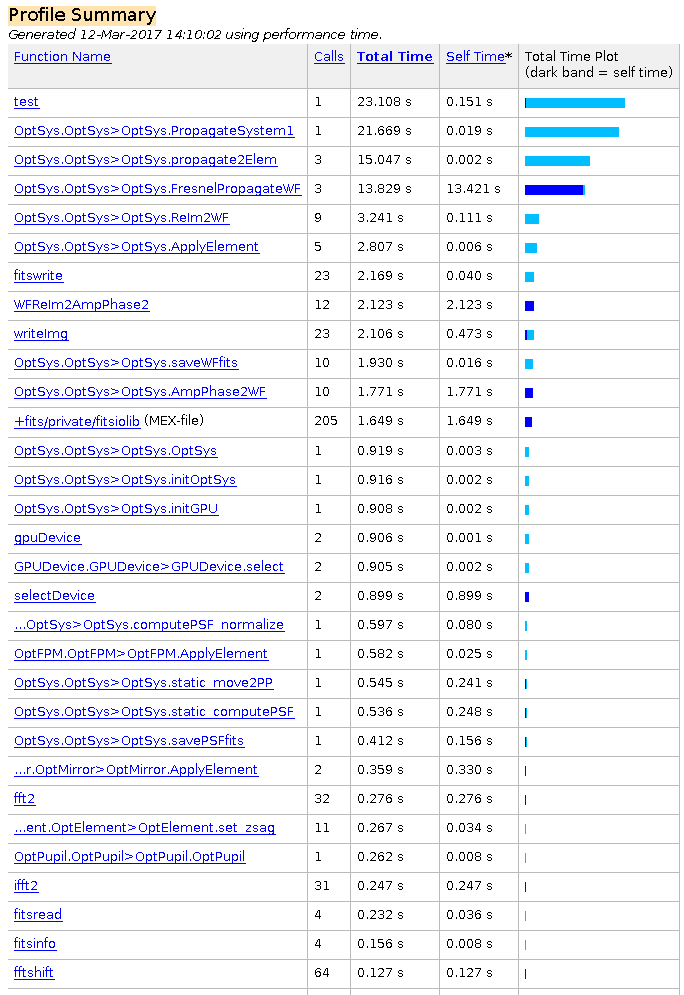 Profile Summary
Generated 12-Mar-2017 14:10:02 using performance time.
Function Name Calls Total Time Self Time* Total Time Plot
(dark band = self time)
test 1 23.108 s 0.151 s
OptSys.OptSys>OptSys.PropagateSystem1 1 21.669 s 0.019 s
OptSys.OptSys>OptSys.propagate2Elem 3 15.047 s 0.002 s
OptSys.OptSys>OptSys.FresnelPropagateWF 3 13.829 s 13.421 s
OptSys.OptSys>OptSys.ReIm2WF 9 3.241 s 0.111 s
OptSys.OptSys>OptSys.ApplyElement 5 2.807 s 0.006 s
fitswrite 23 2.169 s 0.040 s
WFReIm2AmpPhase2 12 2.123 s 2.123 s
writeImg 23 2.106 s 0.473 s
OptSys.OptSys>OptSys.saveWFfits 10 1.930 s 0.016 s
OptSys.OptSys>OptSys.AmpPhase2WF 10 1.771 s 1.771 s
+fits/private/fitsiolib (MEX-file) 205 1.649 s 1.649 s
OptSys.OptSys>OptSys.OptSys 1 0.919 s 0.003 s
OptSys.OptSys>OptSys.initOptSys 1 0.916 s 0.002 s
OptSys.OptSys>OptSys.initGPU 1 0.908 s 0.002 s
gpuDevice 2 0.906 s 0.001 s
GPUDevice.GPUDevice>GPUDevice.select 2 0.905 s 0.002 s
selectDevice 2 0.899 s 0.899 s
...OptSys>OptSys.computePSF_normalize 1 0.597 s 0.080 s
OptFPM.OptFPM>OptFPM.ApplyElement 1 0.582 s 0.025 s
OptSys.OptSys>OptSys.static_move2PP 1 0.545 s 0.241 s
OptSys.OptSys>OptSys.static_computePSF 1 0.536 s 0.248 s
OptSys.OptSys>OptSys.savePSFfits 1 0.412 s 0.156 s
...r.OptMirror>OptMirror.ApplyElement 2 0.359 s 0.330 s
fft2 32 0.276 s 0.276 s
...ent.OptElement>OptElement.set_zsag 11 0.267 s 0.034 s
OptPupil.OptPupil>OptPupil.OptPupil 1 0.262 s 0.008 s
ifft2 31 0.247 s 0.247 s
fitsread 4 0.232 s 0.036 s
fitsinfo 4 0.156 s 0.008 s
fftshift 64 0.127 s 0.127 s